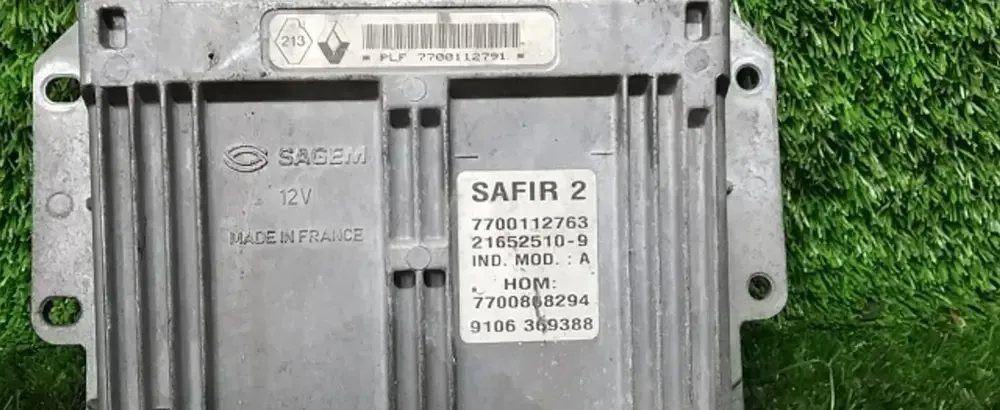 213
* PLF 7700112791 *
SAGEM
12V
MADE IN FRANCE
SAFIR 2
7700112763
21652510-9
IND. MOD. : A
HOM:
7700868294
9106 369388